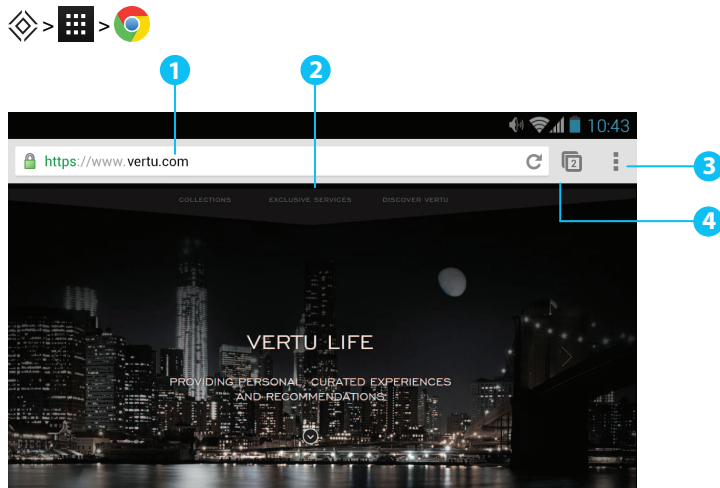 > >
1 2
10:43
https://www.vertu.com 2
3
COLLECTIONS EXCLUSIVE SERVICES DISCOVER VERTU
4
VERTU LIFE
PROVIDING PERSONAL, CURATED EXPERIENCES
AND RECOMMENDATIONS.